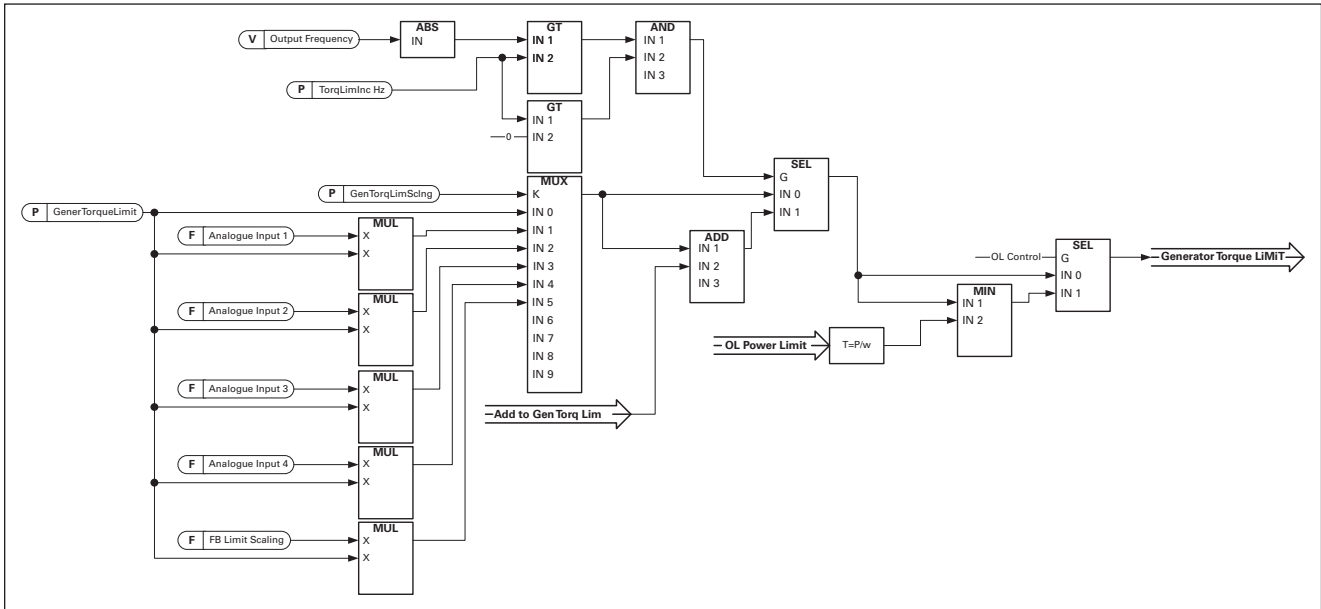 ABS
GT
AND
V Output Frequency
IN
IN 1
IN 1
IN 2
IN 2
IN 3
P TorqLimInc Hz
GT
IN 1
0 IN 2
SEL
G
IN 0
IN 1
MUX
P GenTorqLimSclng
K
P GenerTorqueLimit
IN 0
IN 1
IN 2
IN 3
IN 4
IN 5
IN 6
IN 7
IN 8
IN 9
MUL
F Analogue Input 1
X
X
MUL
F Analogue Input 2
X
X
MUL
F Analogue Input 3
X
X
MUL
F Analogue Input 4
X
X
MUL
F FB Limit Scaling
X
X
ADD
IN 1
IN 2
IN 3
Add to GenTorq Lim
SEL
OL Control G
IN 0
IN 1
Generator Torque LiMiT
MIN
IN 1
IN 2
OL Power Limit
T=P/w